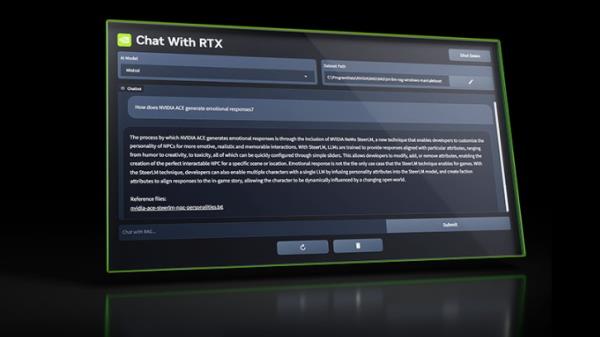 Chat With RTX
Shut Down
AI Model
Mistral
Dataset Path
Chatbot
How does NVIDIA ACE generate emotional responses?
The process by which NVIDIA ACE generates emotional responses is through the inclusion of NVIDIA NeMo SteerLM, a new technique that enables developers to customize the
personality of NPCs for more emotive, realistic and memorable interactions. With SteerLM, LLMs are trained to provide responses aligned with particular attributes, ranging
from humor to creativity, to toxicity, all of which can be quickly configured through simple sliders. This allows developers to modify, add, or remove attributes, enabling
the creation of the perfect interactable NPC for a specific scene or location. Emotional response is not the the only use case that the SteerLM technique enables for games. With
the SteerLM technique, developers can also enable multiple characters with a single LLM by infusing personality attributes into the SteerLM model, and create faction
attributes to align responses to the in-game story, allowing the character to be dynamically influenced by a changing open world.
Reference files:
nvidia-ace-steerlm-npc-personalities.txt
Chat with RAG...
Submit